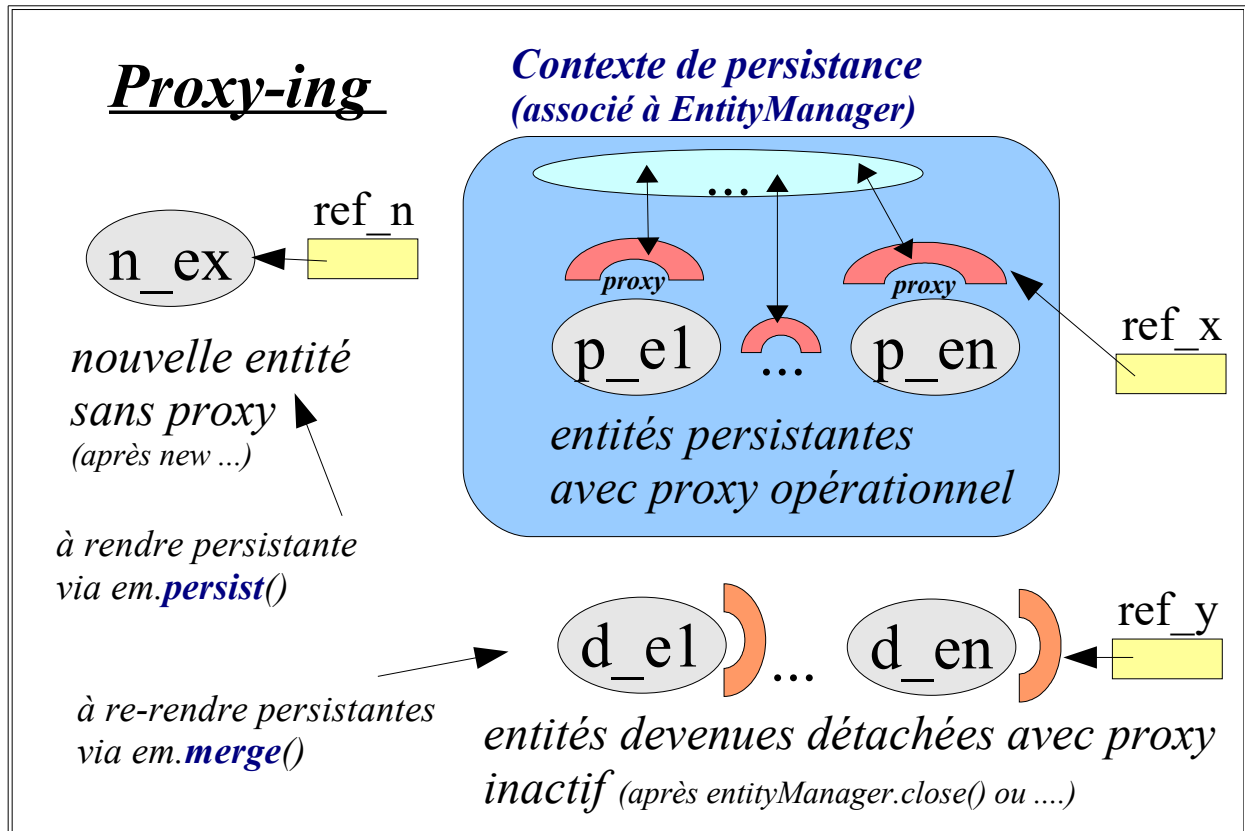 Proxy-ing
Contexte de persistance
(associé à EntityManager)
...
ref_n
n_ex
proxy
proxy
p_e1
...
p_en
ref_x
nouvelle entité
sans proxy
(après new ...)
entités persistantes
avec proxy opérationnel
à rendre persistante
via em.persist()
d_e1
...
d_en
ref_y
à re-rendre persistantes
via em.merge()
entités devenues détachées avec proxy
inactif (après entityManager.close() ou ....)